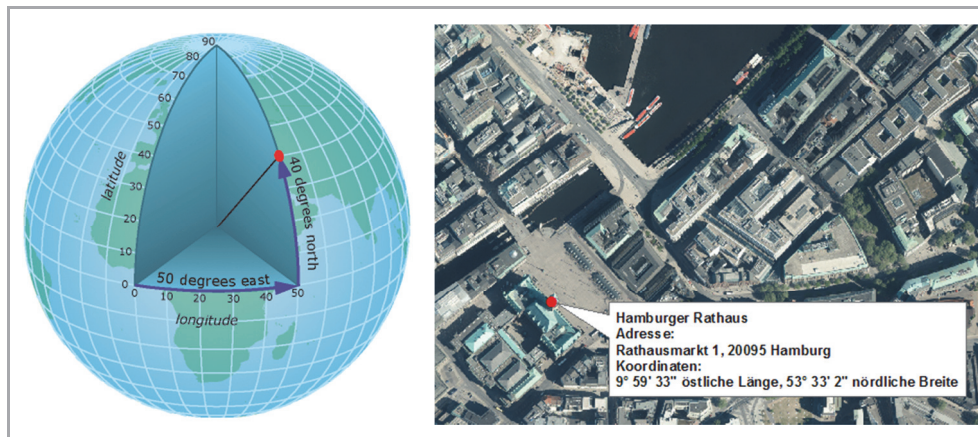 90
80
70
60
50
40
30
20
10
0
latitude
40 degrees north
50 degrees east
0 10 20 30 40 50
longitude
Hamburger Rathaus
Adresse:
Rathausmarkt 1, 20095 Hamburg
Koordinaten:
9° 59' 33" östliche Länge, 53° 33' 2" nördliche Breite